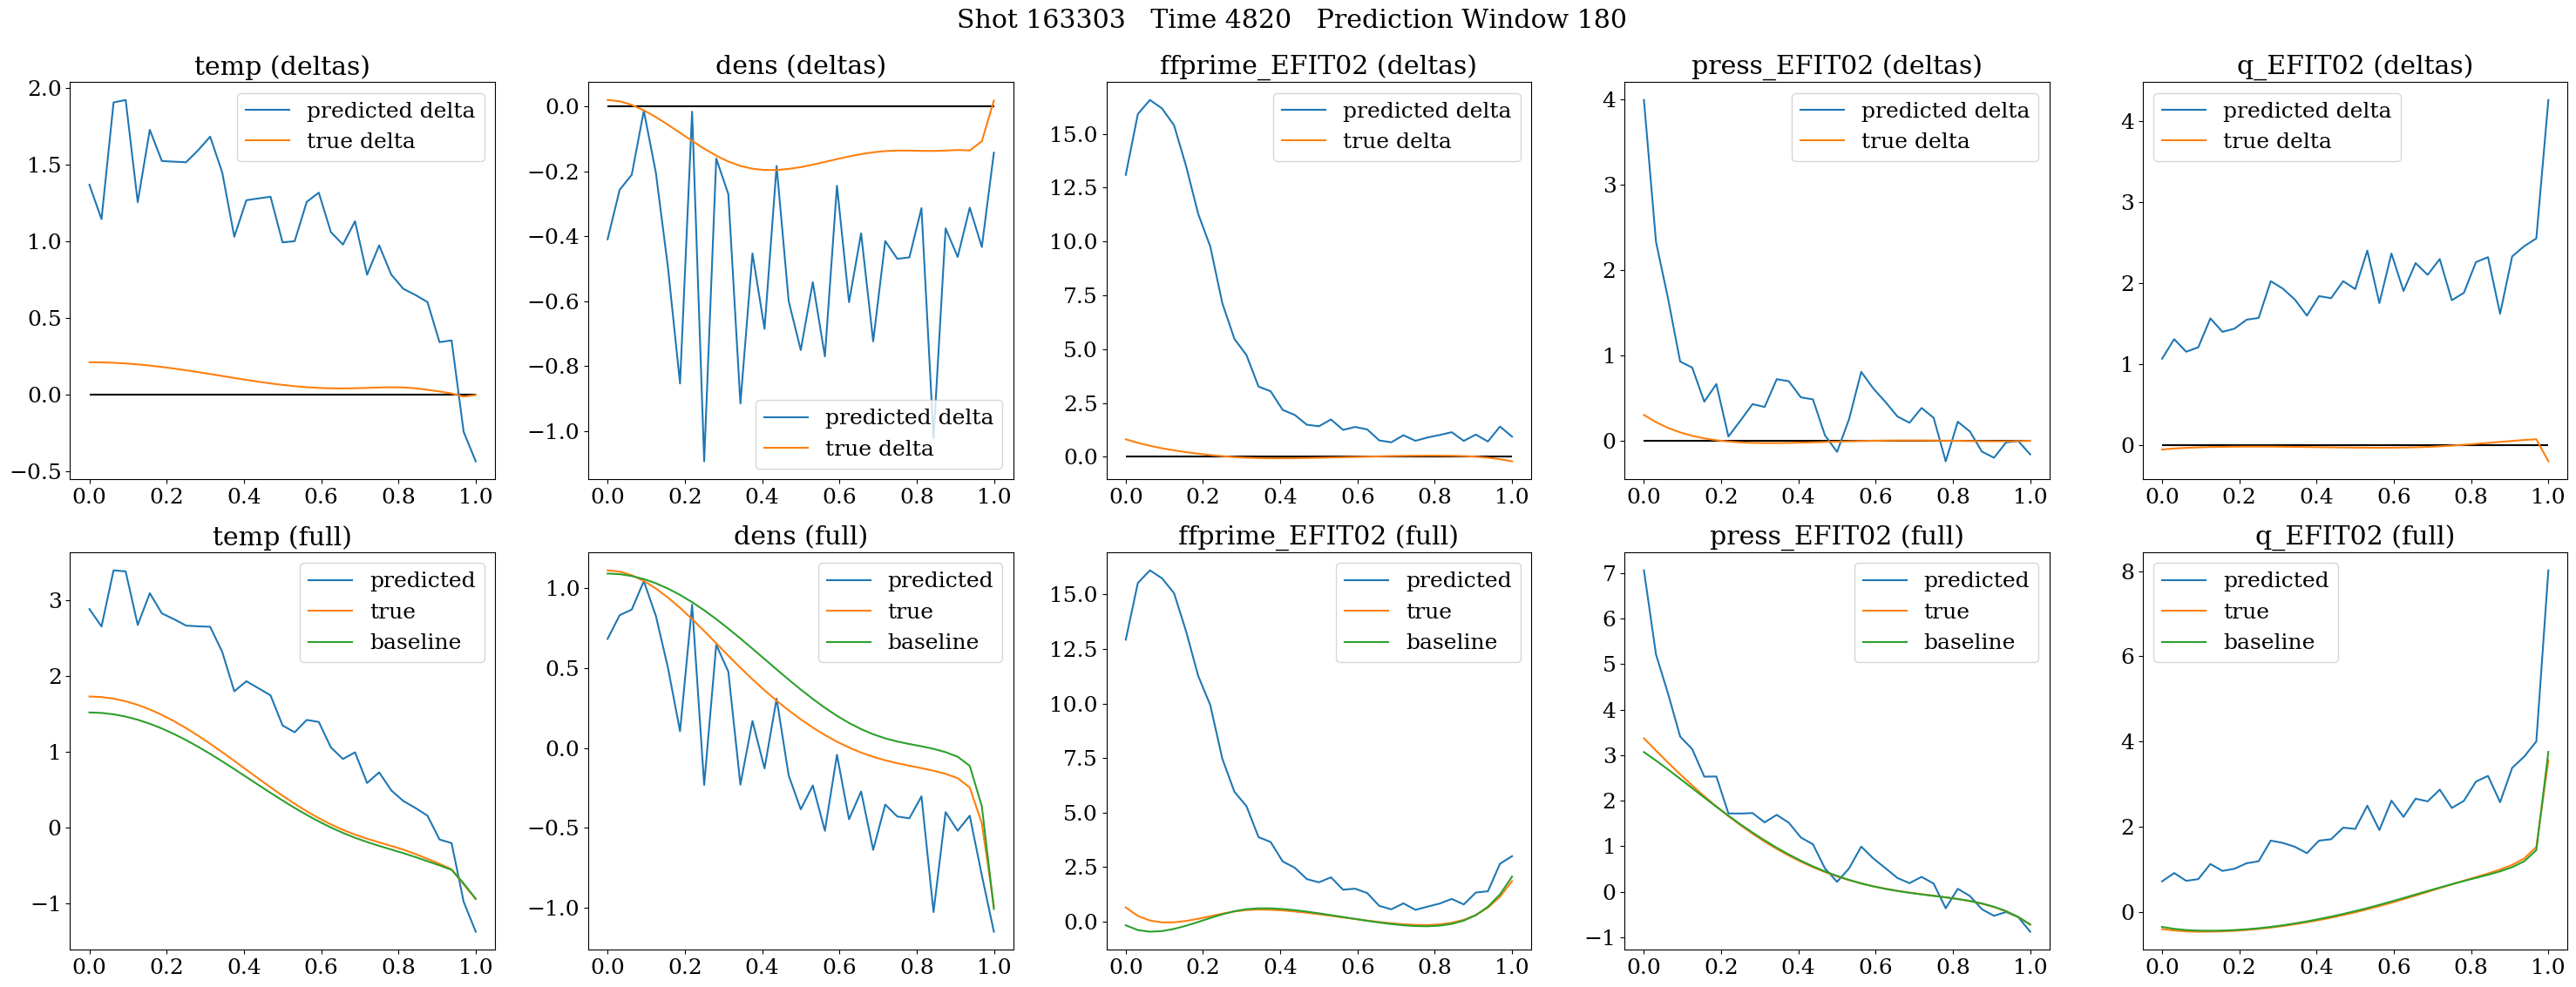 Shot 163303   Time 4820   Prediction Window 180
temp (deltas)
2.0
1.5
1.0
0.5
0.0
−0.5
0.0 0.2 0.4 0.6 0.8 1.0
predicted delta
true delta
dens (deltas)
0.0
−0.2
−0.4
−0.6
−0.8
−1.0
0.0 0.2 0.4 0.6 0.8 1.0
predicted delta
true delta
ffprime_EFIT02 (deltas)
15.0
12.5
10.0
7.5
5.0
2.5
0.0
0.0 0.2 0.4 0.6 0.8 1.0
predicted delta
true delta
press_EFIT02 (deltas)
4
3
2
1
0
0.0 0.2 0.4 0.6 0.8 1.0
predicted delta
true delta
q_EFIT02 (deltas)
4
3
2
1
0
0.0 0.2 0.4 0.6 0.8 1.0
predicted delta
true delta
temp (full)
3
2
1
0
−1
0.0 0.2 0.4 0.6 0.8 1.0
predicted
true
baseline
dens (full)
1.0
0.5
0.0
−0.5
−1.0
0.0 0.2 0.4 0.6 0.8 1.0
predicted
true
baseline
ffprime_EFIT02 (full)
15.0
12.5
10.0
7.5
5.0
2.5
0.0
0.0 0.2 0.4 0.6 0.8 1.0
predicted
true
baseline
press_EFIT02 (full)
7
6
5
4
3
2
1
0
−1
0.0 0.2 0.4 0.6 0.8 1.0
predicted
true
baseline
q_EFIT02 (full)
8
6
4
2
0
0.0 0.2 0.4 0.6 0.8 1.0
predicted
true
baseline